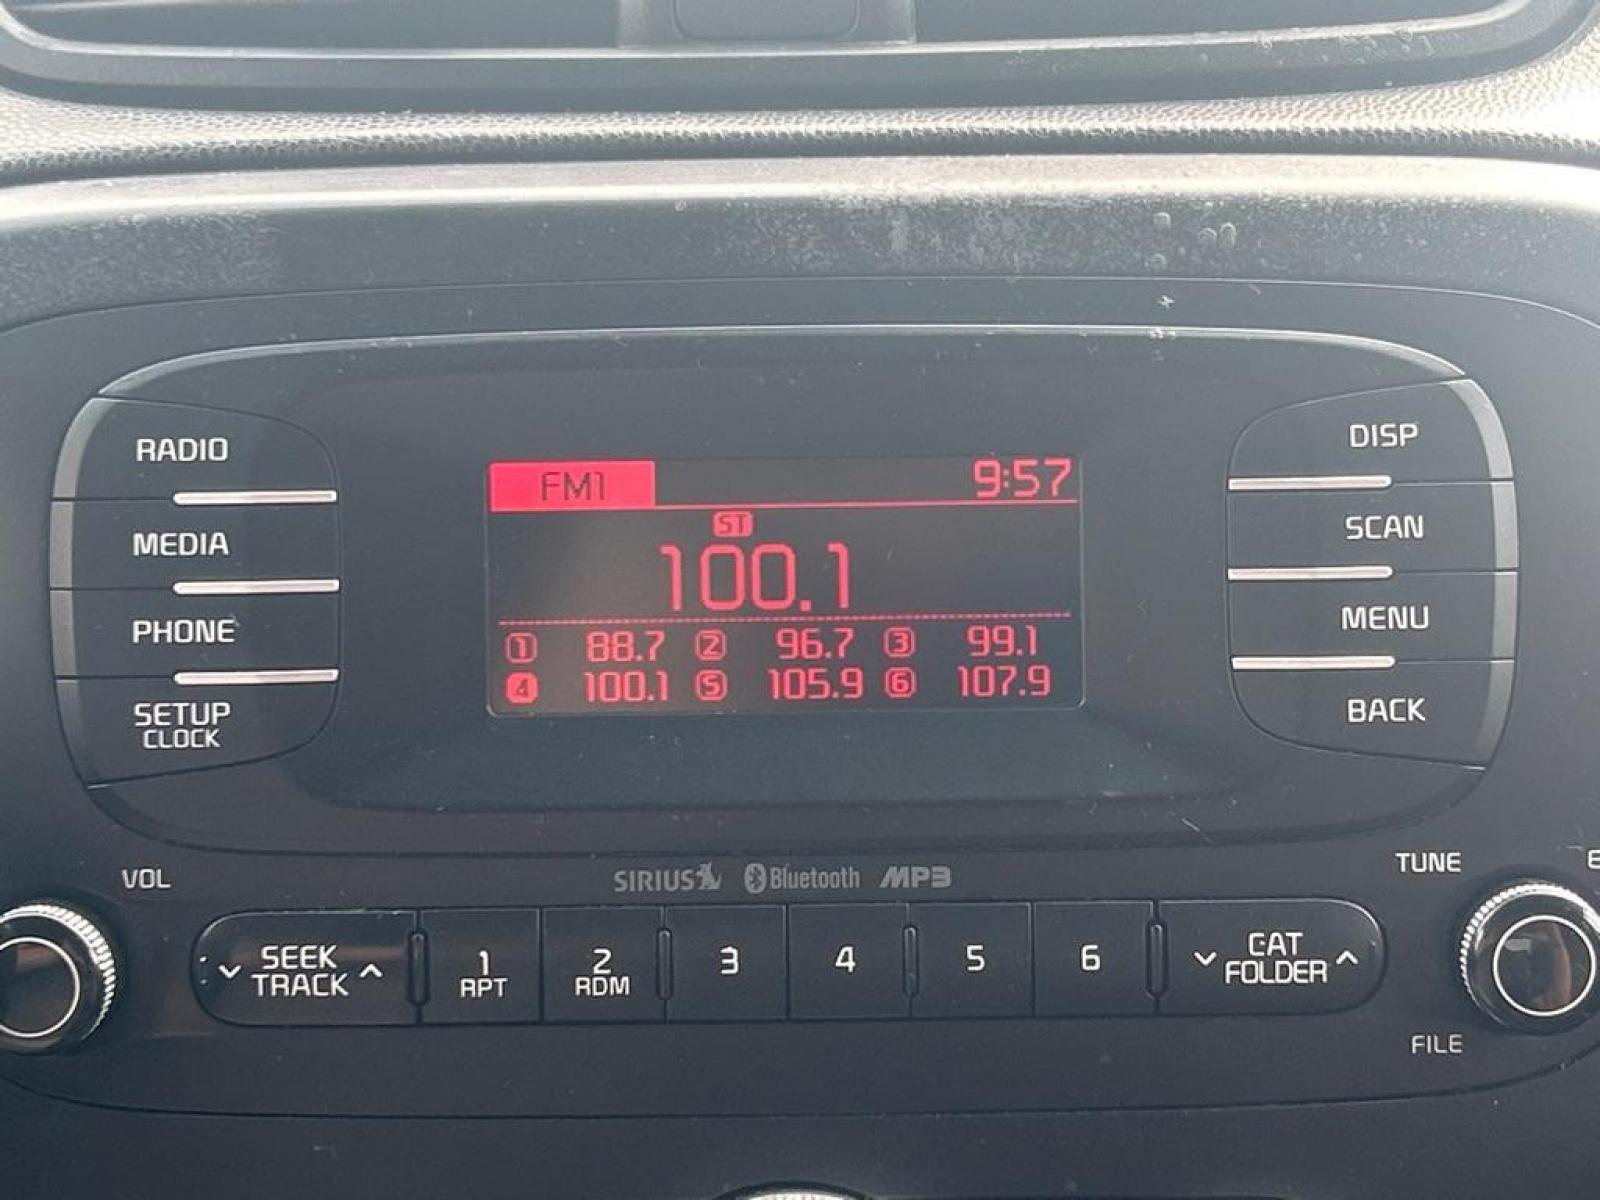 RADIO
MEDIA
PHONE
SETUP
CLOCK
FM1 9:57
ST
100.1
1 88.7 2 96.7 3 99.1
4 100.1 5 105.9 6 107.9
DISP
SCAN
MENU
BACK
VOL
SIRIUS Bluetooth MP3
TUNE
SEEK
TRACK
1
RPT
2
RDM
3
4
5
6
CAT
FOLDER
FILE